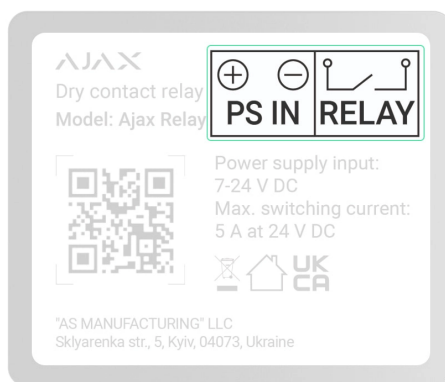 AJAX
Dry contact relay
Model: Ajax Relay
+ −
PS IN RELAY
Power supply input:
7-24 V DC
Max. switching current:
5 A at 24 V DC
UK
CA
"AS MANUFACTURING" LLC
Sklyarenka str., 5, Kyiv, 04073, Ukraine